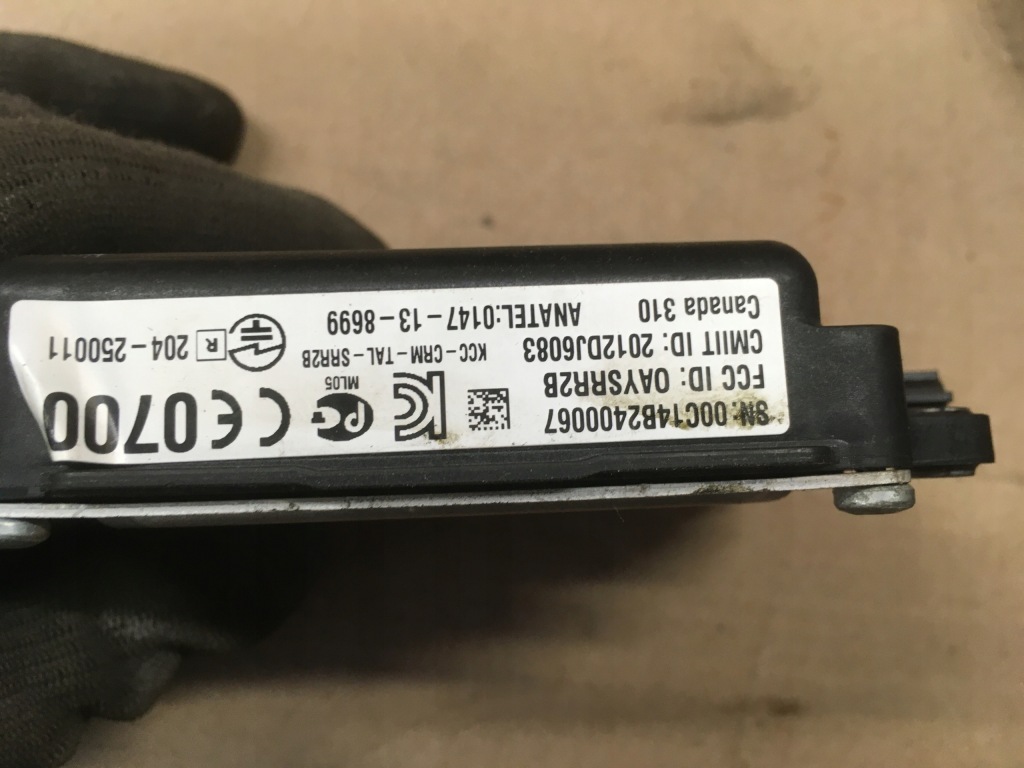 SN: 00C14B2400067
FCC ID: OAYSRR2B
CMIIT ID: 2012DJ6083
Canada 310
ANATEL:0147-13-8699
KCC-CRM-TAL-SRR2B
ML05
CE0700
R 204-250011